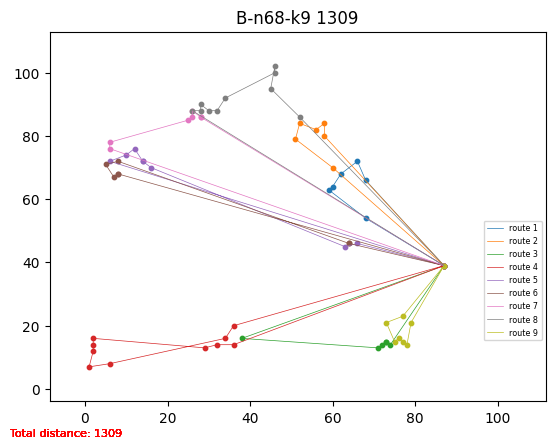 B-n68-k9 1309
100
80
60
40
20
0
0 20 40 60 80 100
route 1
route 2
route 3
route 4
route 5
route 6
route 7
route 8
route 9
Total distance: 1309